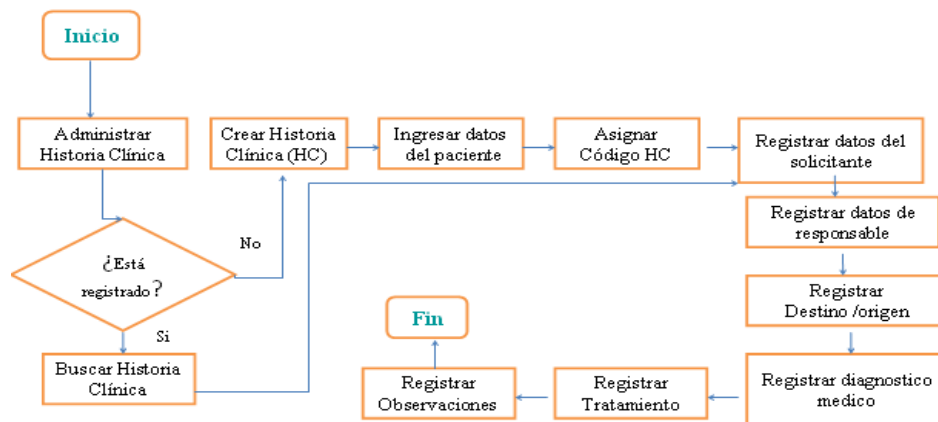 Inicio
Administrar
Historia Clínica
Crear Historia
Clínica (HC)
Ingresar datos
del paciente
Asignar
Código HC
Registrar datos del
solicitante
Registrar datos de
responsable
No
¿Está
registrado?
Si
Registrar
Destino /origen
Fin
Buscar Historia
Clínica
Registrar
Observaciones
Registrar
Tratamiento
Registrar diagnostico
medico